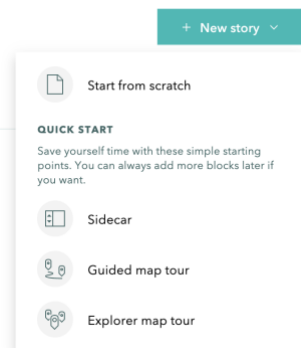 + New story
Start from scratch
QUICK START
Save yourself time with these simple starting
points. You can always add more blocks later if
you want.
Sidecar
Guided map tour
Explorer map tour